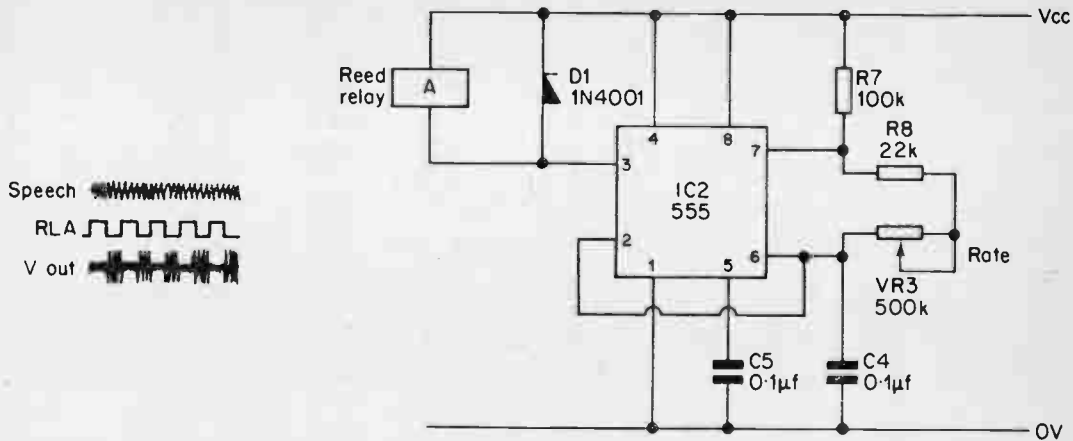 Vcc
Reed
relay
A
D1
1N4001
R7
100k
R8
22k
4
8
3
7
IC2
555
2
1
5
6
Speech
RLA
V out
Rate
VR3
500k
C5
0·1µf
C4
0·1µf
OV